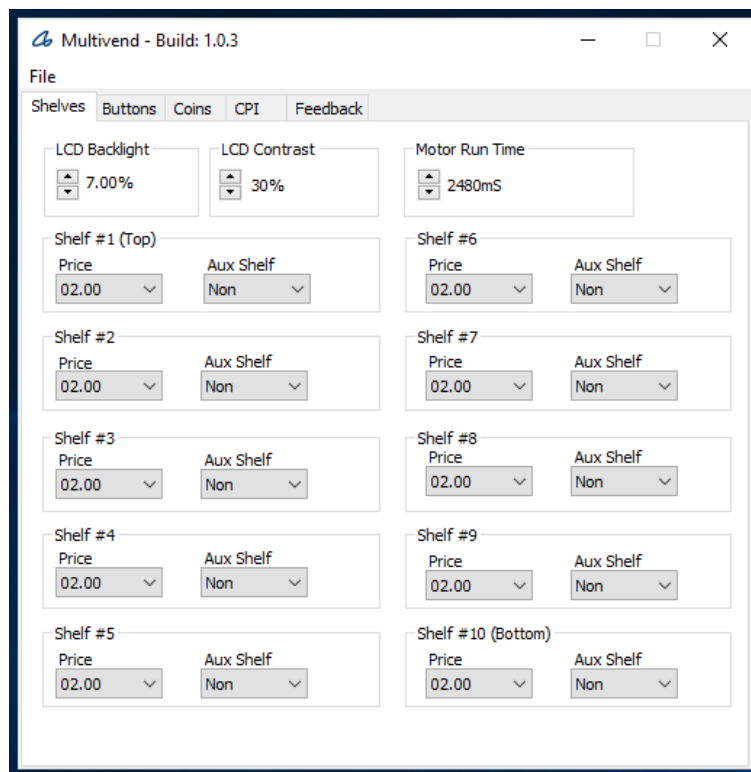 Multivend - Build: 1.0.3
File
Shelves Buttons Coins CPI Feedback
LCD Backlight LCD Contrast Motor Run Time
7.00% 30% 2480mS
Shelf #1 (Top) Shelf #6
Price Aux Shelf Price Aux Shelf
02.00 Non 02.00 Non
Shelf #2 Shelf #7
Price Aux Shelf Price Aux Shelf
02.00 Non 02.00 Non
Shelf #3 Shelf #8
Price Aux Shelf Price Aux Shelf
02.00 Non 02.00 Non
Shelf #4 Shelf #9
Price Aux Shelf Price Aux Shelf
02.00 Non 02.00 Non
Shelf #5 Shelf #10 (Bottom)
Price Aux Shelf Price Aux Shelf
02.00 Non 02.00 Non